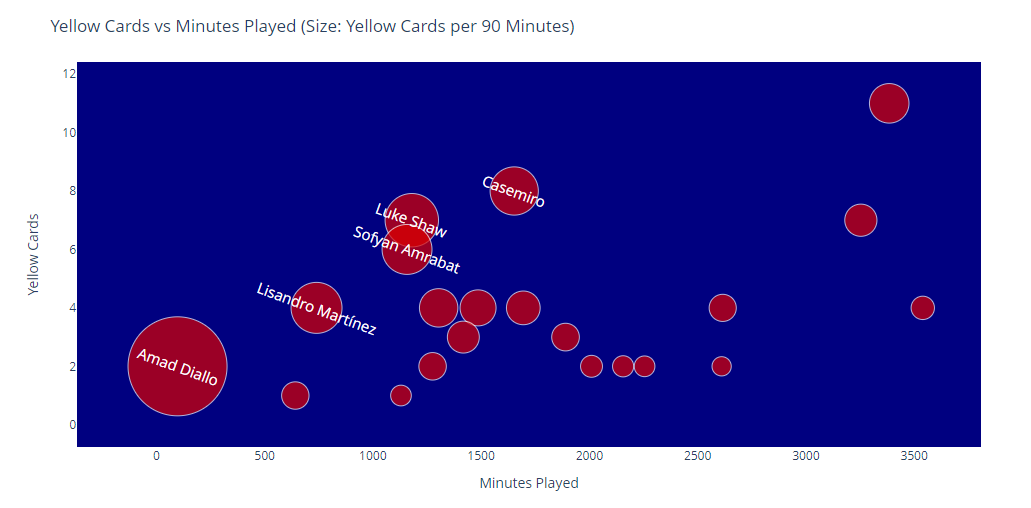 Yellow Cards vs Minutes Played (Size: Yellow Cards per 90 Minutes)
12
10
8
6
4
2
0
Yellow Cards
Casemiro
Luke Shaw
Sofyan Amrabat
Lisandro Martínez
Amad Diallo
0 500 1000 1500 2000 2500 3000 3500
Minutes Played